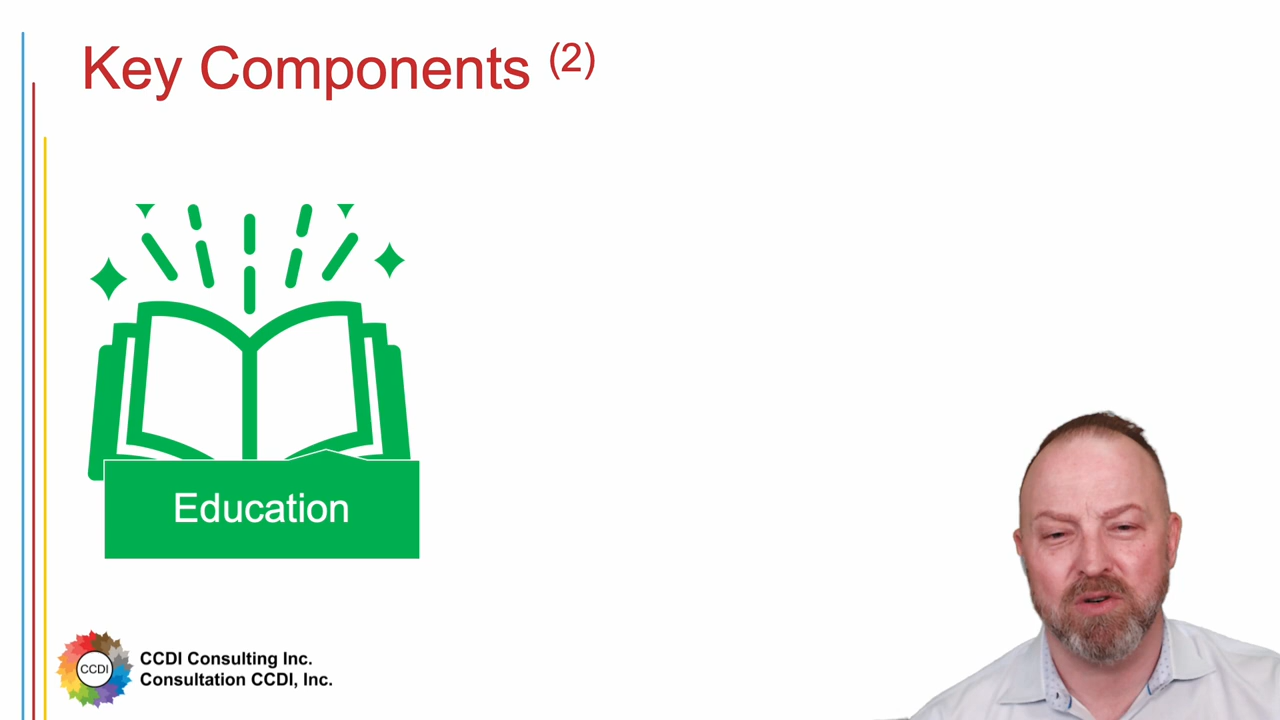 Key Components (2)
Education
CCDI
CCDI Consulting Inc.
Consultation CCDI, Inc.